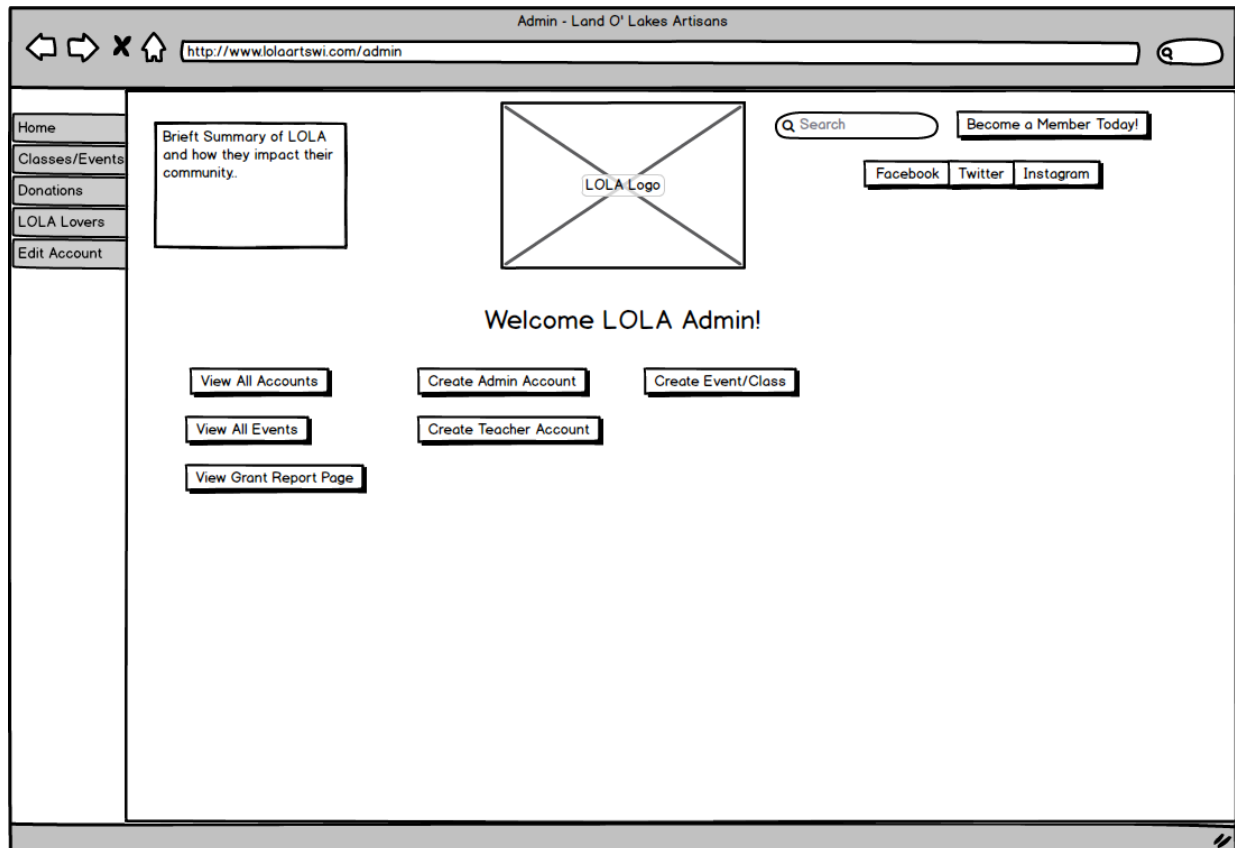 Admin - Land O' Lakes Artisans
http://www.lolaartswi.com/admin
Home
Classes/Events
Donations
LOLA Lovers
Edit Account
Brieft Summary of LOLA
and how they impact their
community..
LOLA Logo
Search
Become a Member Today!
Facebook Twitter Instagram
Welcome LOLA Admin!
View All Accounts Create Admin Account Create Event/Class
View All Events Create Teacher Account
View Grant Report Page